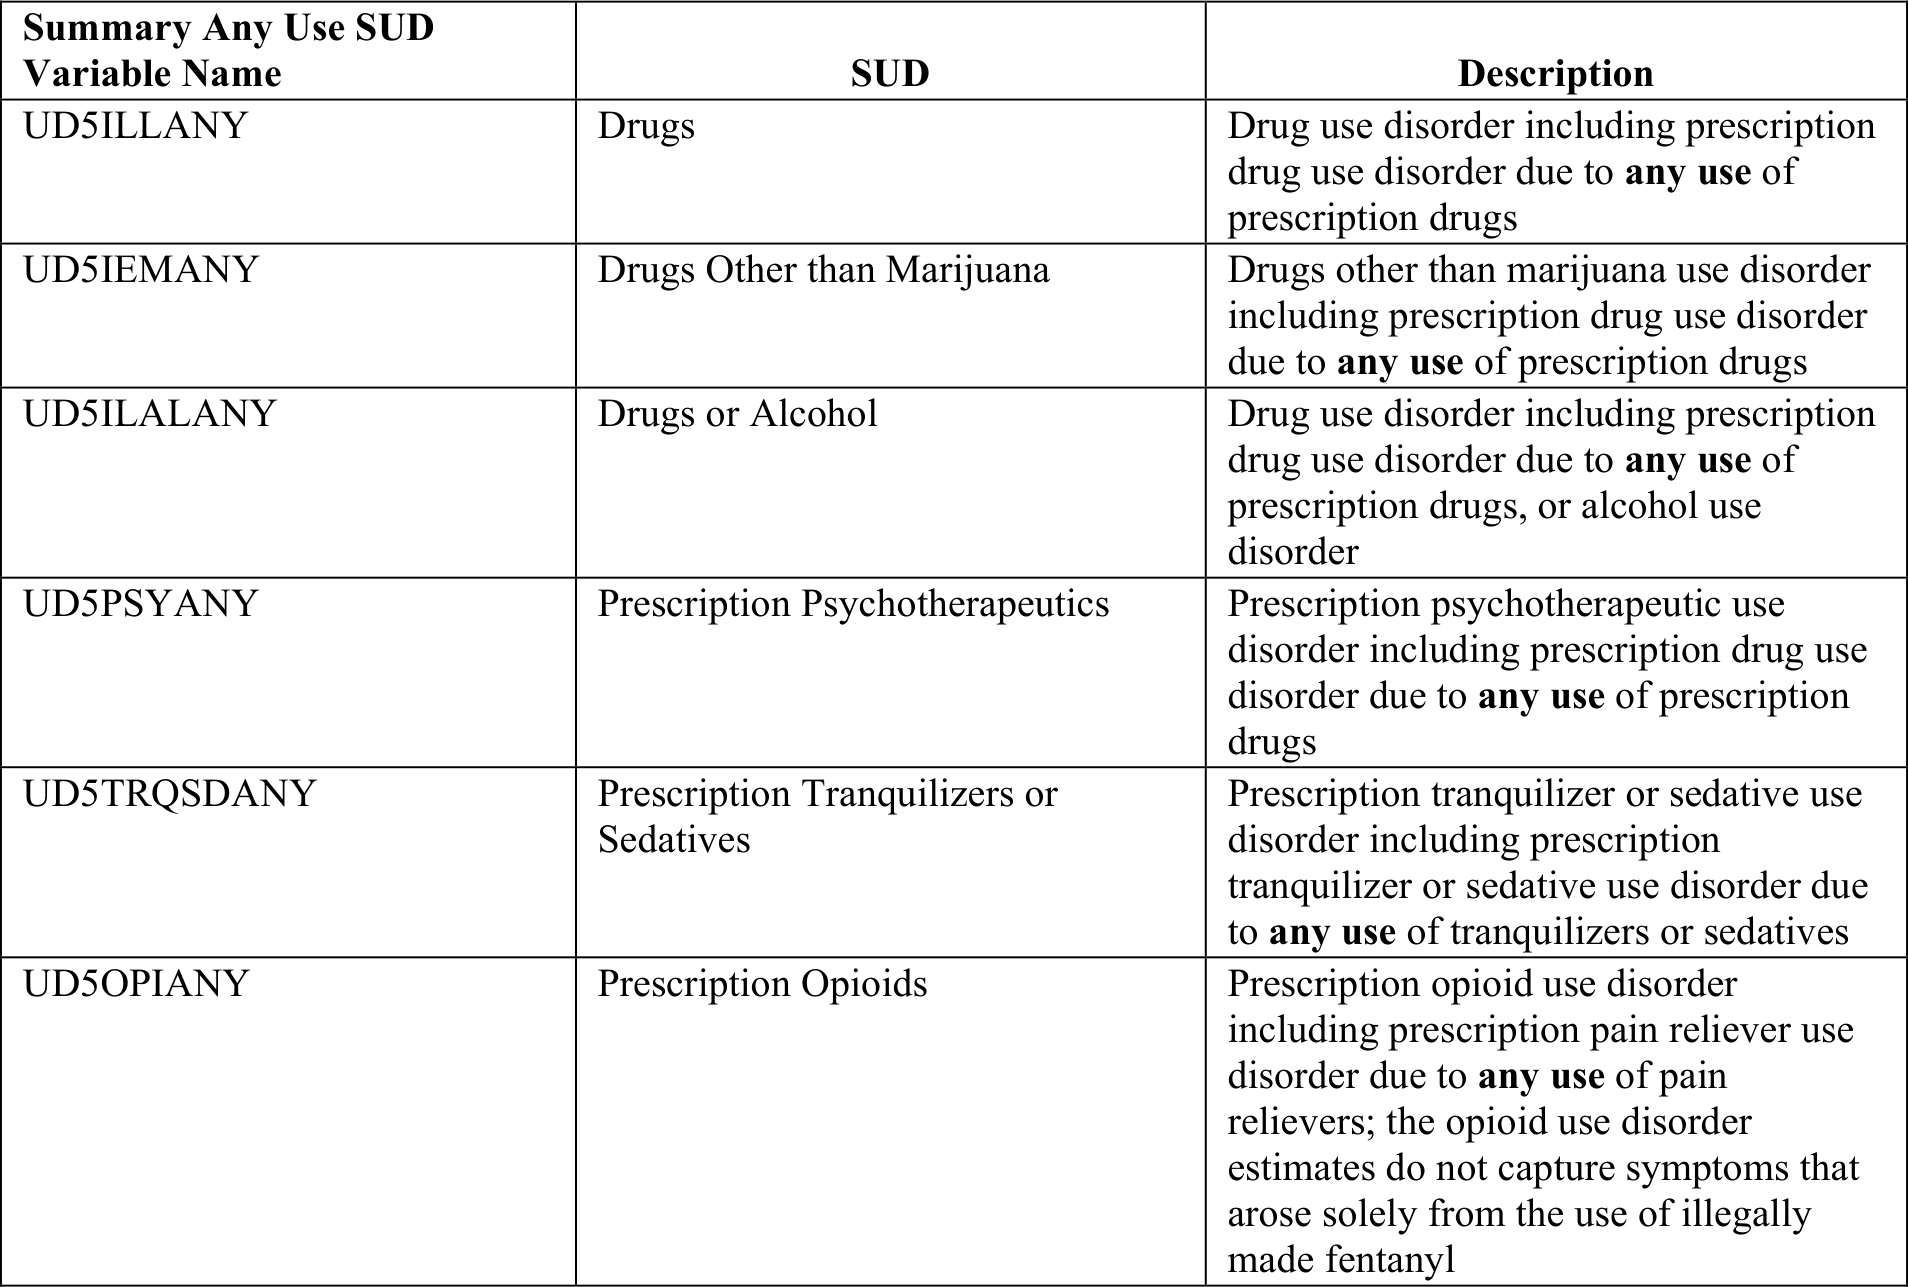 Summary Any Use SUD
Variable Name
SUD
Description
UD5ILLANY
Drugs
Drug use disorder including prescription
drug use disorder due to any use of
prescription drugs
UD5IEMANY
Drugs Other than Marijuana
Drugs other than marijuana use disorder
including prescription drug use disorder
due to any use of prescription drugs
UD5ILALANY
Drugs or Alcohol
Drug use disorder including prescription
drug use disorder due to any use of
prescription drugs, or alcohol use
disorder
UD5PSYANY
Prescription Psychotherapeutics
Prescription psychotherapeutic use
disorder including prescription drug use
disorder due to any use of prescription
drugs
UD5TRQSDANY
Prescription Tranquilizers or
Sedatives
Prescription tranquilizer or sedative use
disorder including prescription
tranquilizer or sedative use disorder due
to any use of tranquilizers or sedatives
UD5OPIANY
Prescription Opioids
Prescription opioid use disorder
including prescription pain reliever use
disorder due to any use of pain
relievers; the opioid use disorder
estimates do not capture symptoms that
arose solely from the use of illegally
made fentanyl